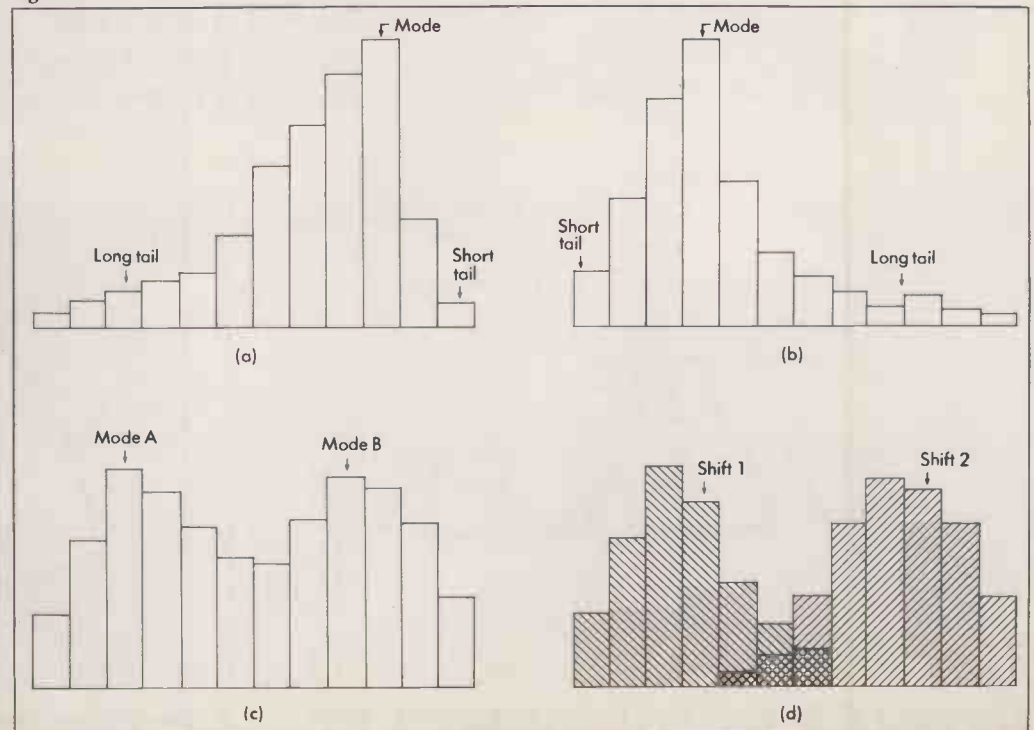 Mode
Mode
Long tail
Short
tail
Short
tail
Long tail
(a)
(b)
Mode A
Mode B
Shift 1
Shift 2
(c)
(d)